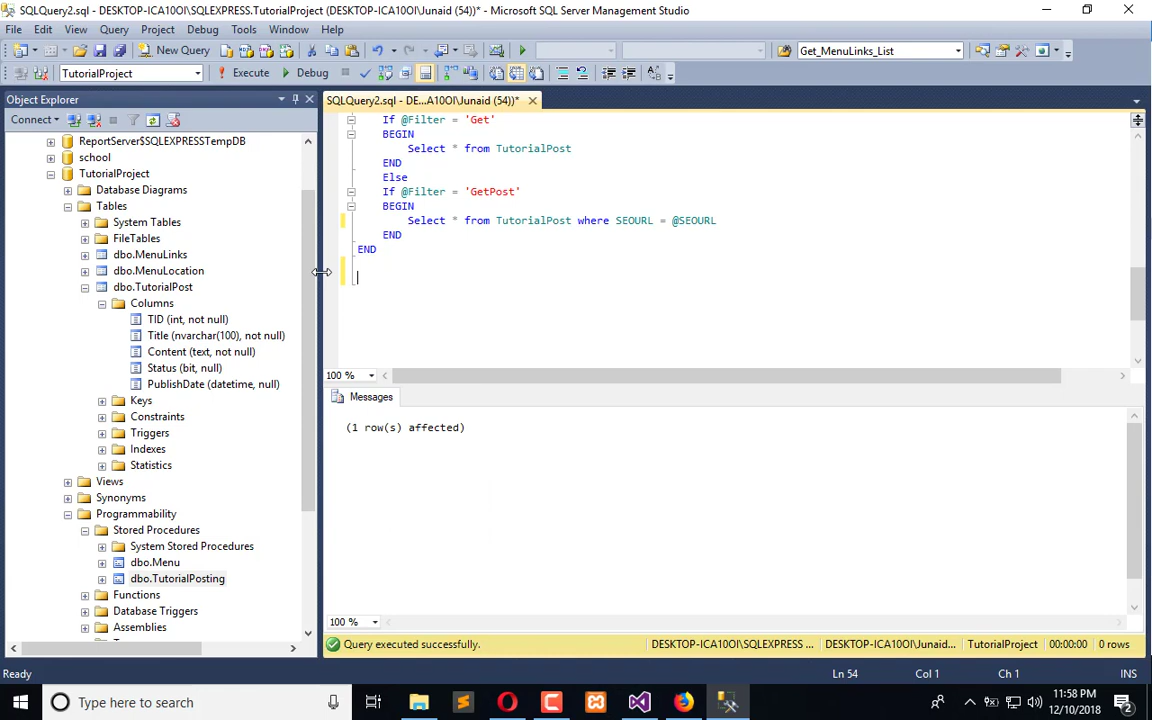 SQLQuery2.sql - DESKTOP-ICA10OI\SQLEXPRESS.TutorialProject (DESKTOP-ICA10OI\Junaid (54))* - Microsoft SQL Server Management Studio
File Edit View Query Project Debug Tools Window Help
New Query Get_MenuLinks_List
TutorialProject Execute Debug
Object Explorer
SQLQuery2.sql - DE...A10OI\Junaid (54))*
Connect
ReportServer$SQLEXPRESSTempDB
school
TutorialProject
Database Diagrams
Tables
System Tables
FileTables
dbo.MenuLinks
dbo.MenuLocation
dbo.TutorialPost
Columns
TID (int, not null)
Title (nvarchar(100), not null)
Content (text, not null)
Status (bit, null)
PublishDate (datetime, null)
Keys
Constraints
Triggers
Indexes
Statistics
Views
Synonyms
Programmability
Stored Procedures
System Stored Procedures
dbo.Menu
dbo.TutorialPosting
Functions
Database Triggers
Assemblies
If @Filter = 'Get'
BEGIN
Select * from TutorialPost
END
Else
If @Filter = 'GetPost'
BEGIN
Select * from TutorialPost where SEOURL = @SEOURL
END
END
100 %
Messages
(1 row(s) affected)
100 %
Query executed successfully. DESKTOP-ICA10OI\SQLEXPRESS ... DESKTOP-ICA10OI\Junaid... TutorialProject 00:00:00 0 rows
Ready Ln 54 Col 1 Ch 1 INS
Type here to search
11:58 PM
12/10/2018
2